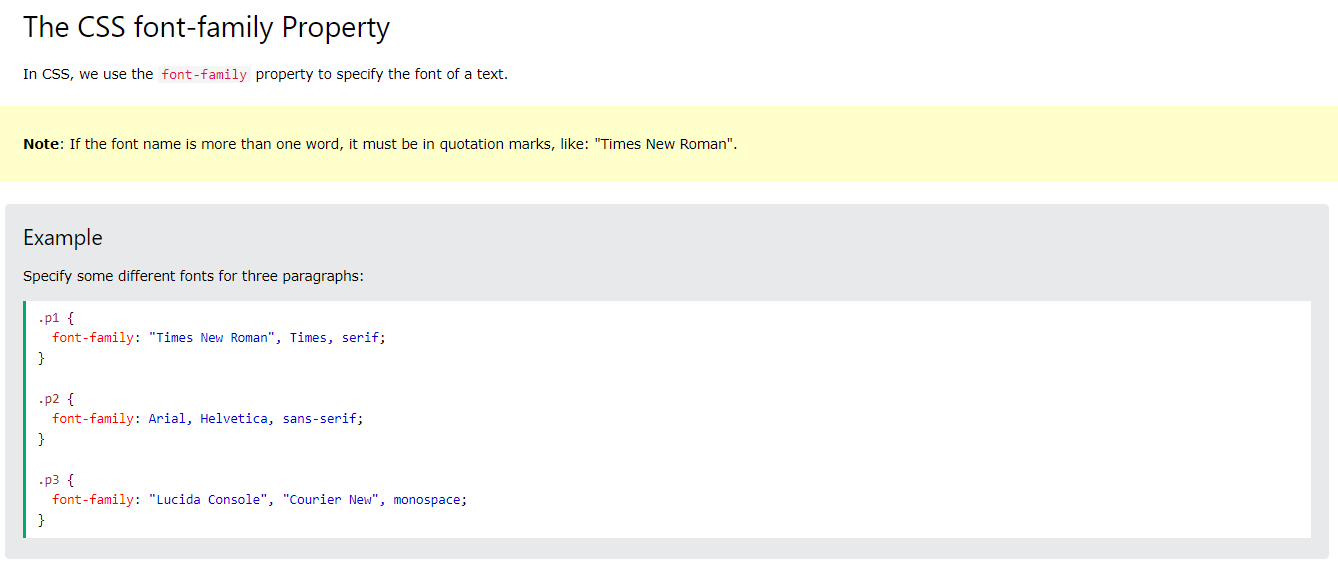 The CSS font-family Property
In CSS, we use the font-family property to specify the font of a text.
Note: If the font name is more than one word, it must be in quotation marks, like: "Times New Roman".
Example
Specify some different fonts for three paragraphs:
.p1 {
  font-family: "Times New Roman", Times, serif;
}
.p2 {
  font-family: Arial, Helvetica, sans-serif;
}
.p3 {
  font-family: "Lucida Console", "Courier New", monospace;
}